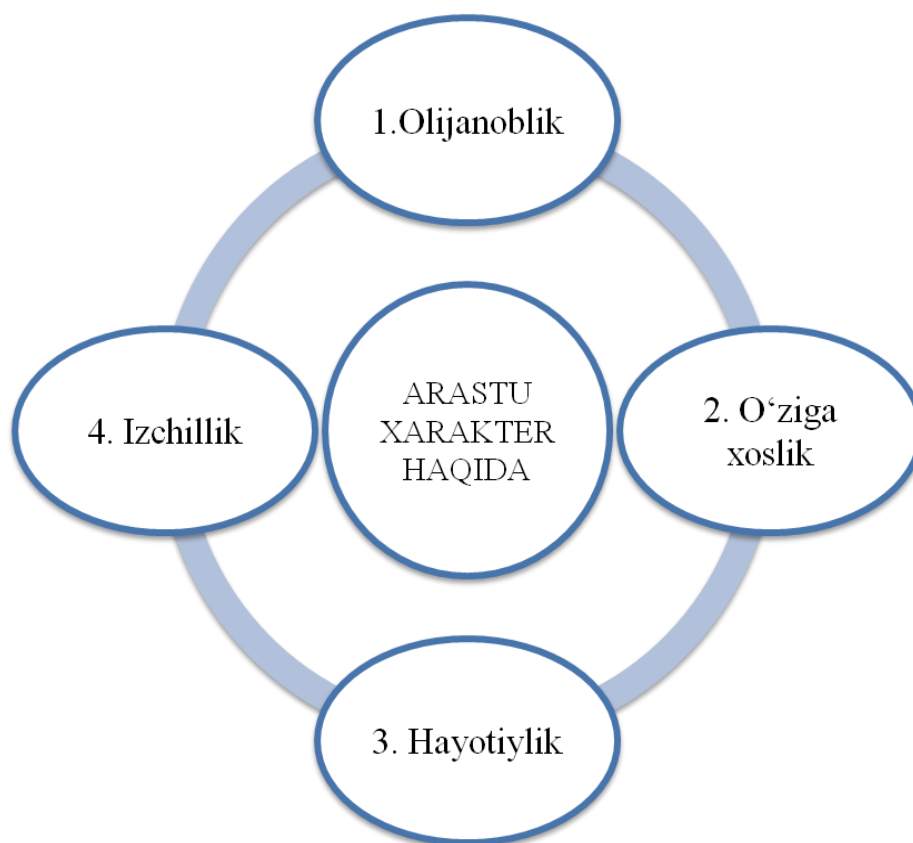 1.Olijanoblik
ARASTU
XARAKTER
HAQIDA
2. O‘ziga
xoslik
3. Hayotiylik
4. Izchillik